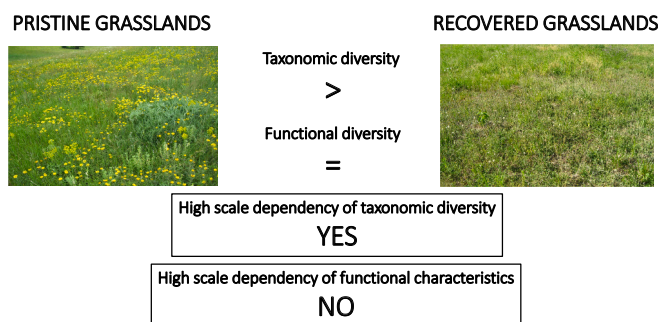 PRISTINE GRASSLANDS
RECOVERED GRASSLANDS
Taxonomic diversity
>
Functional diversity
=
High scale dependency of taxonomic diversity
YES
High scale dependency of functional characteristics
NO